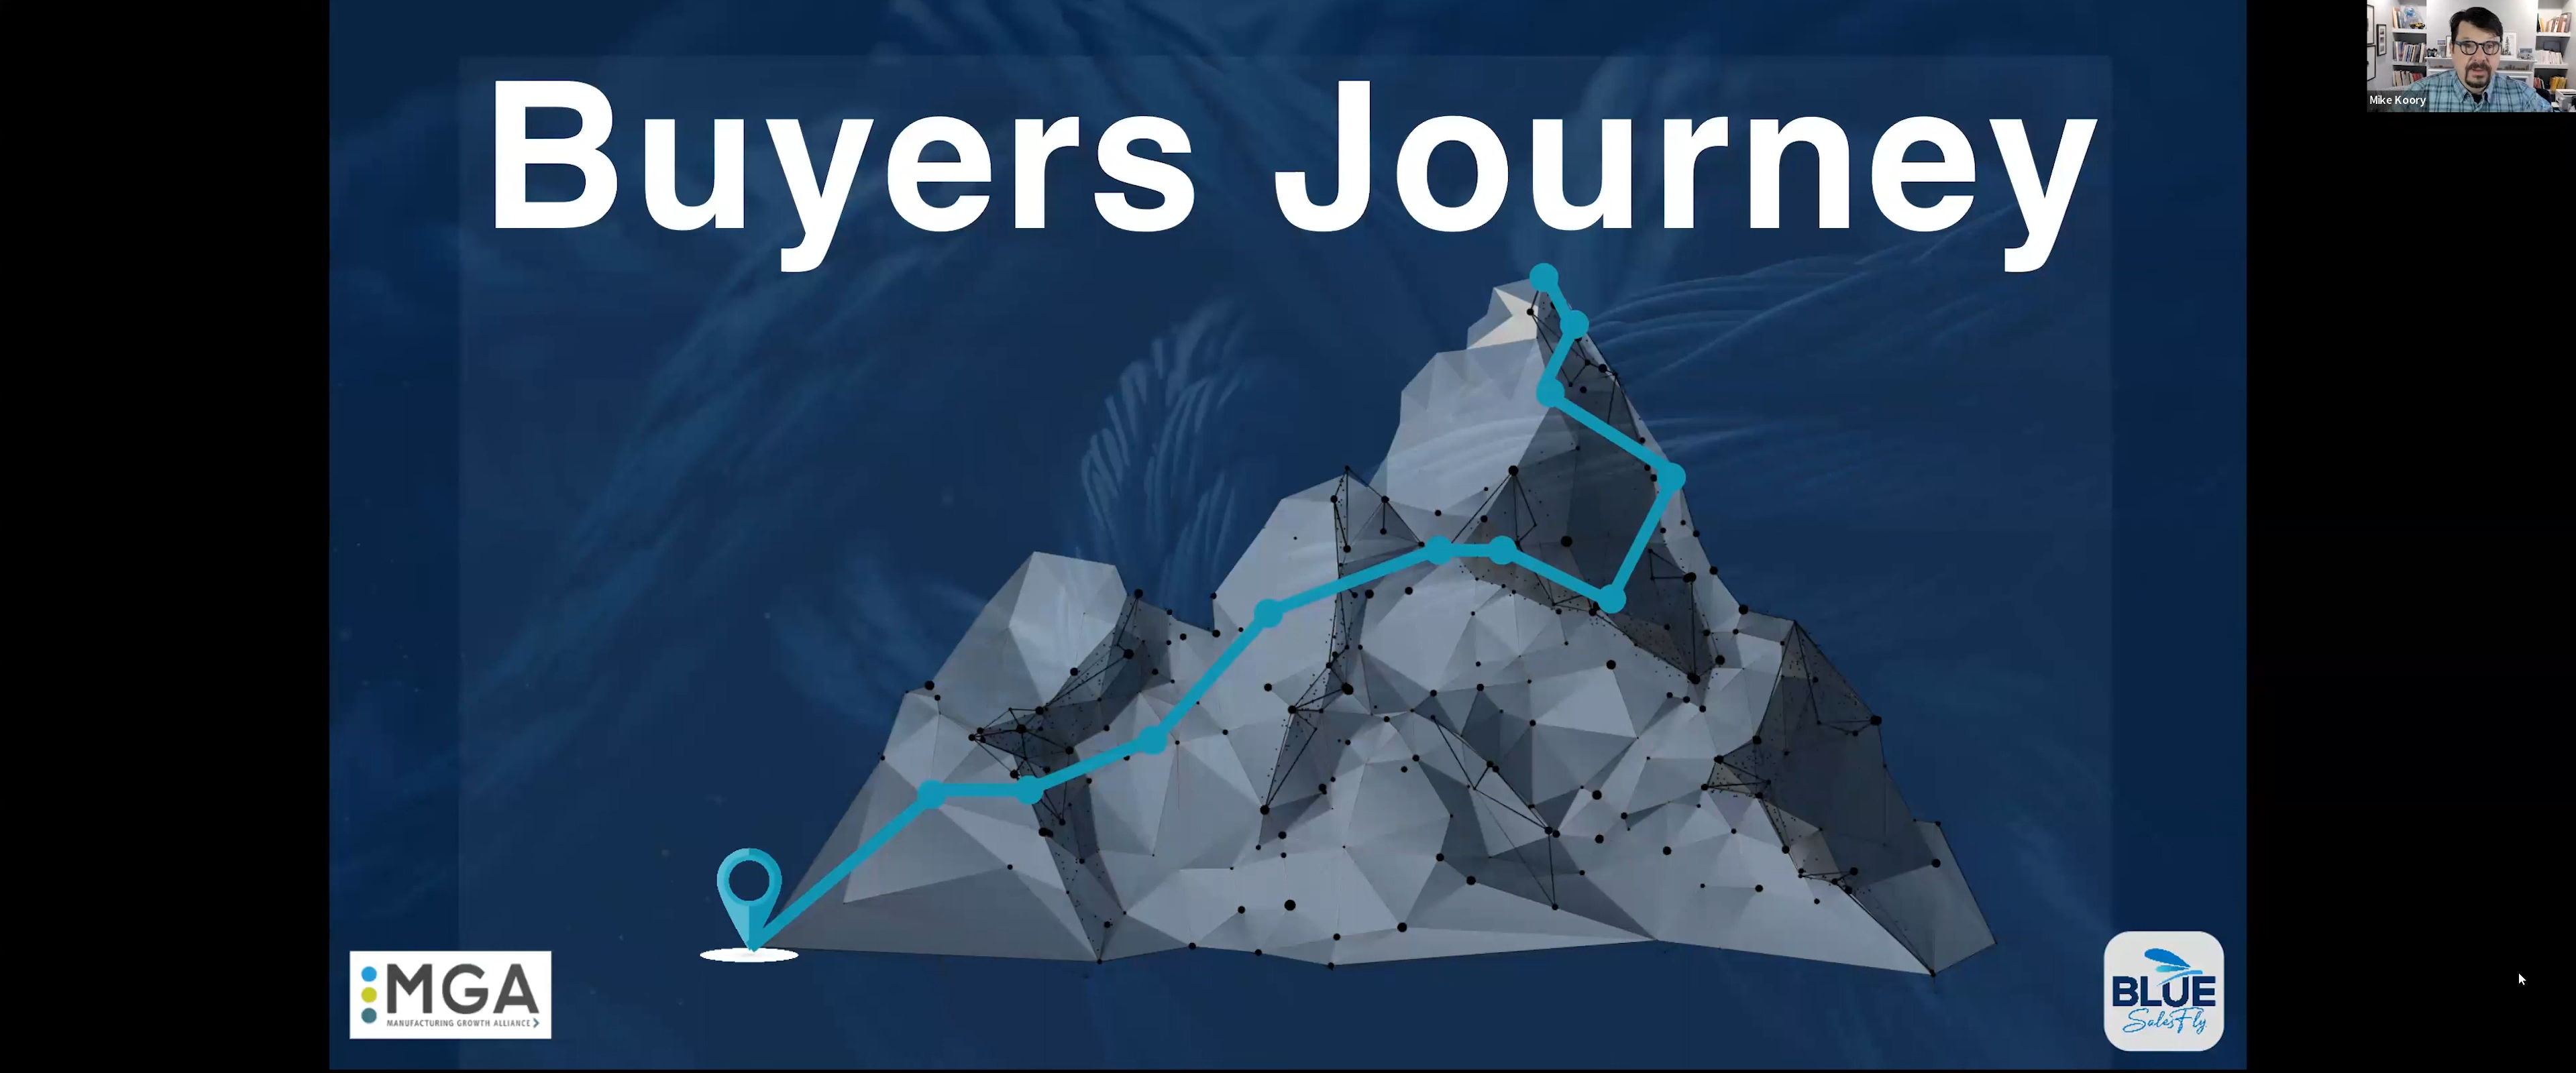 Buyers Journey
Mike Koory
MGA
MANUFACTURING GROWTH ALLIANCE
BLUE
SalesFly